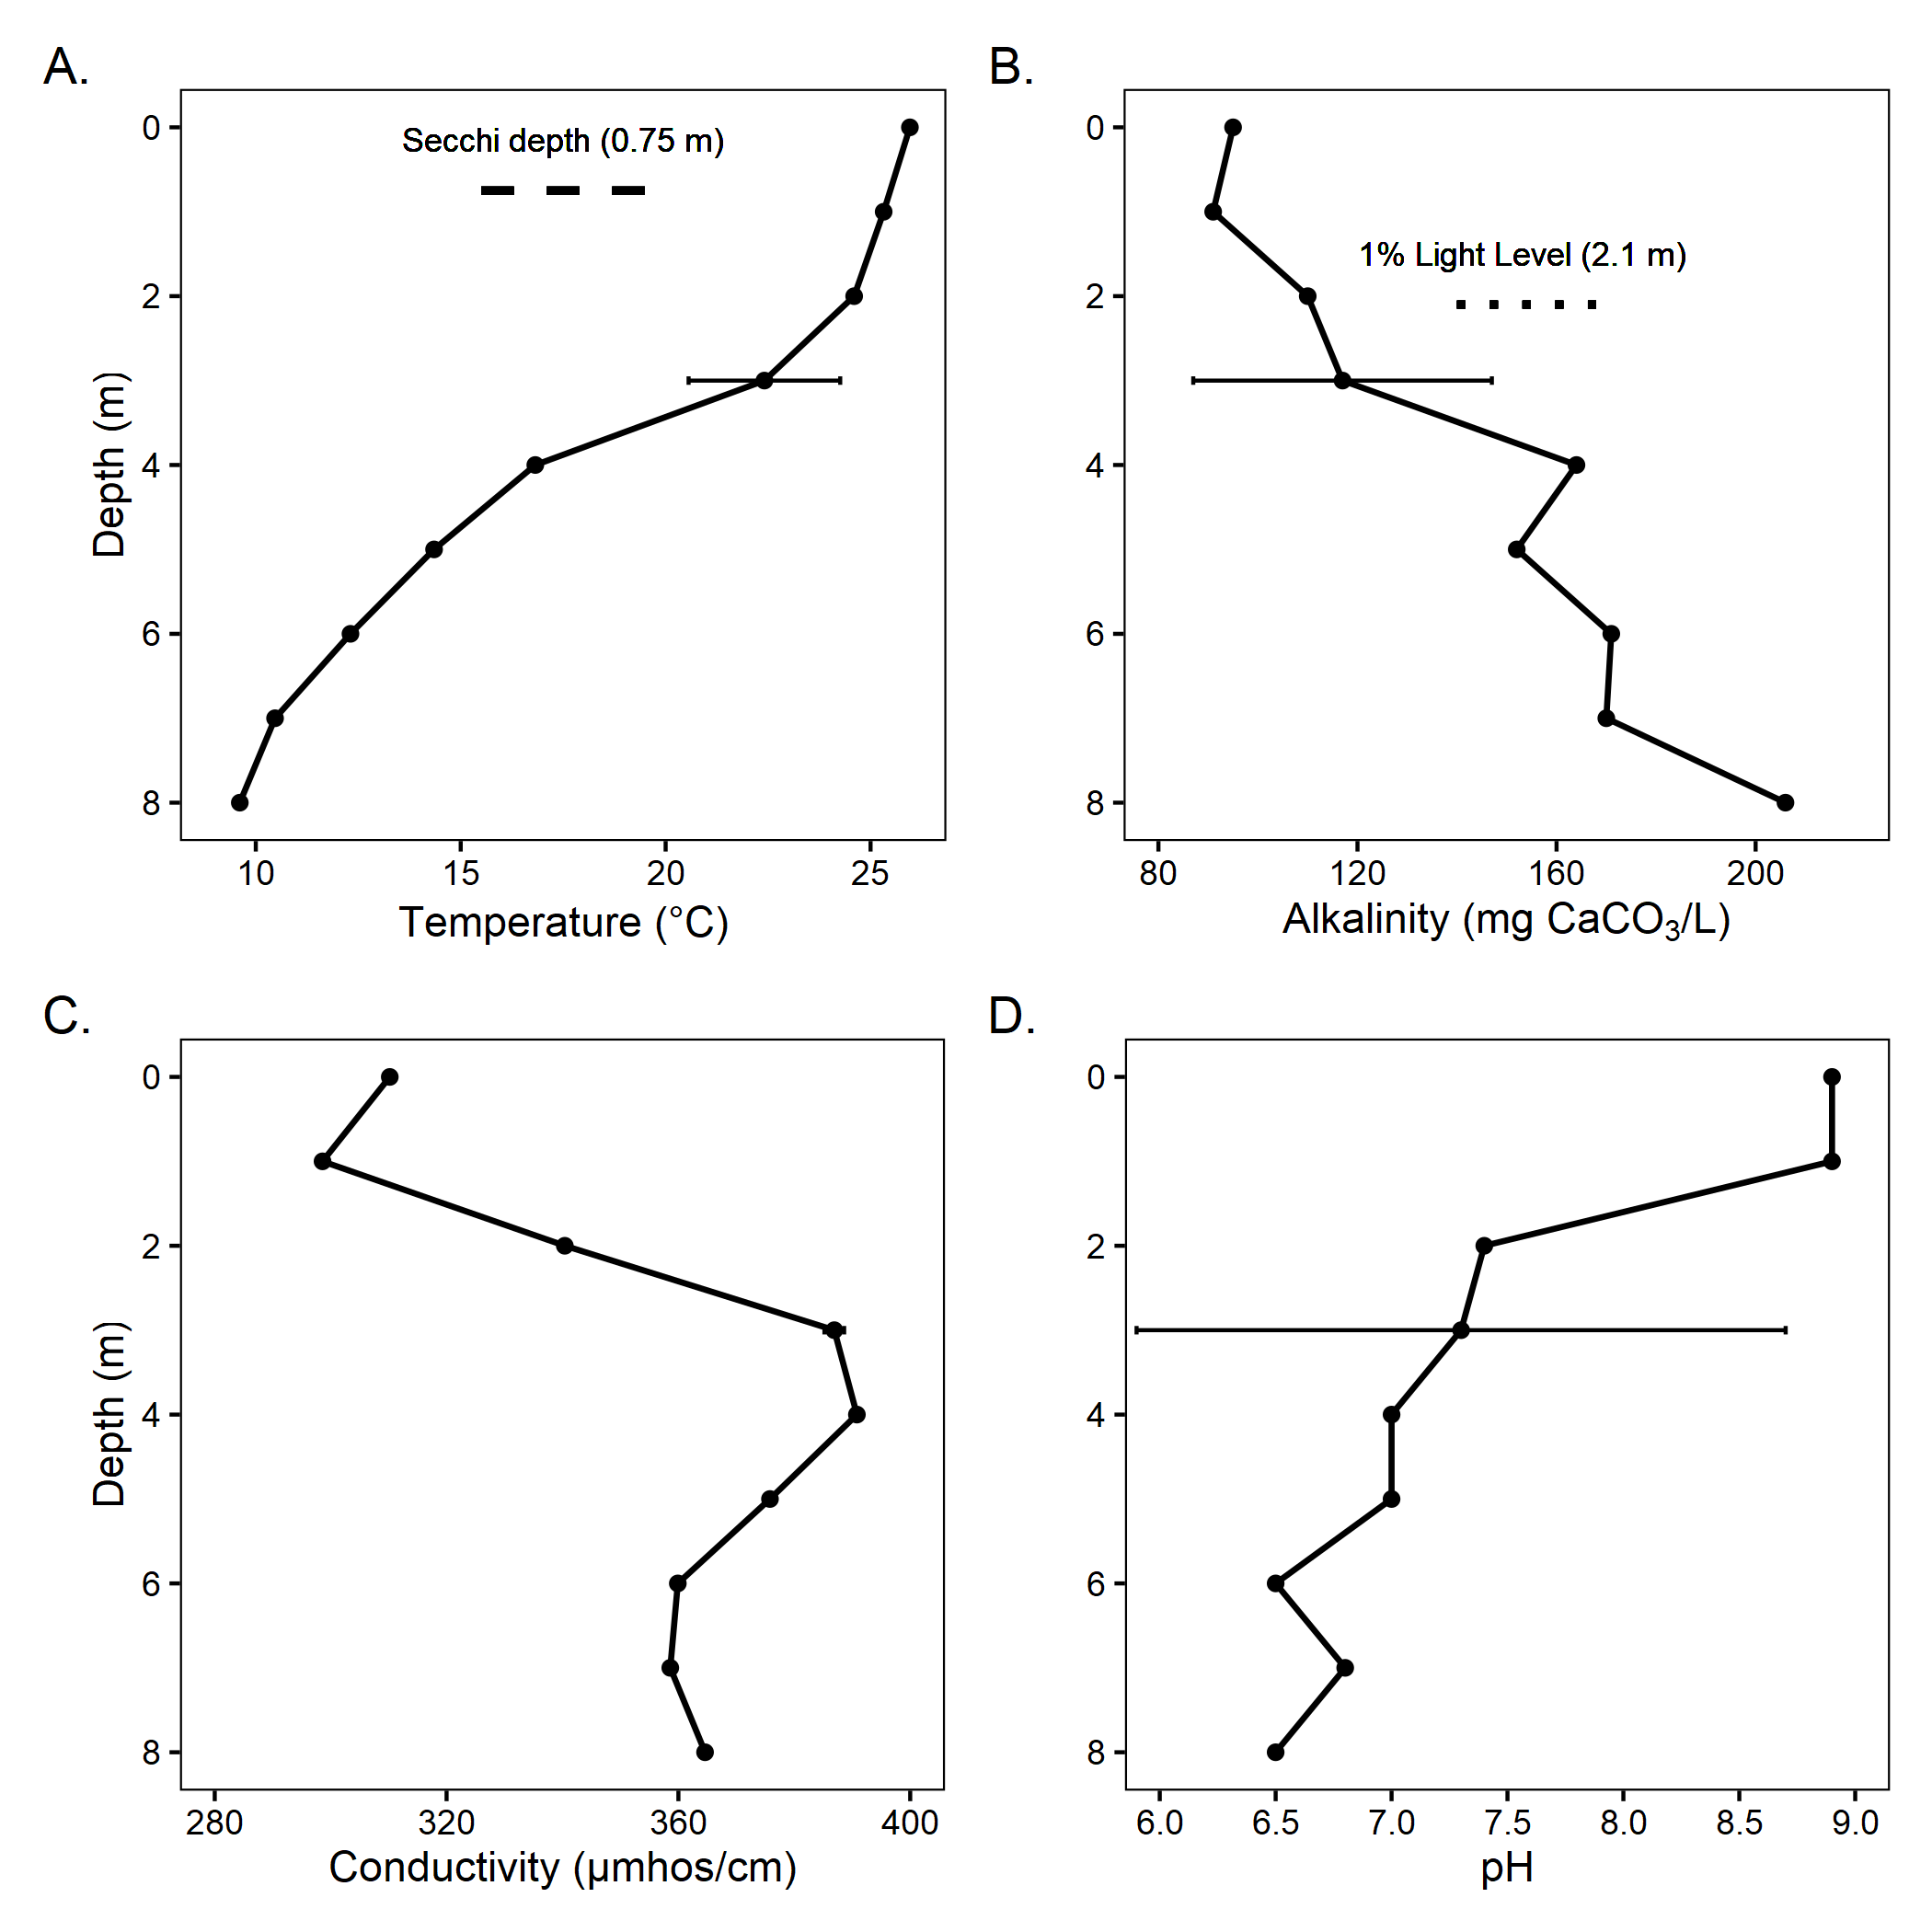 A.
Secchi depth (0.75 m)
0
2
4
6
8
Depth (m)
10 15 20 25
Temperature (°C)
B.
1% Light Level (2.1 m)
0
2
4
6
8
80 120 160 200
Alkalinity (mg CaCO₃/L)
C.
0
2
4
6
8
Depth (m)
280 320 360 400
Conductivity (µmhos/cm)
D.
0
2
4
6
8
6.0 6.5 7.0 7.5 8.0 8.5 9.0
pH